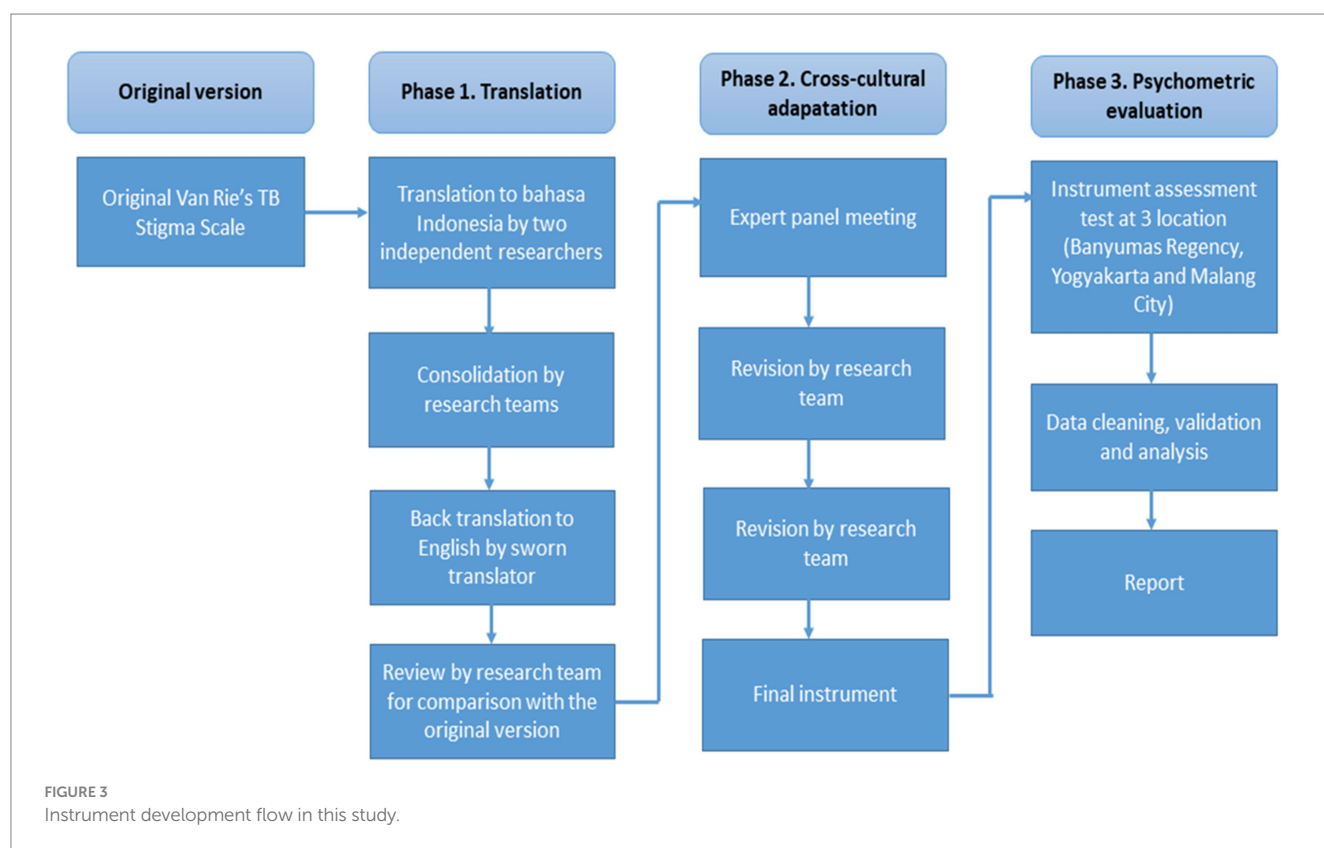 Original version
Original Van Rie's TB
Stigma Scale
Phase 1. Translation
Translation to bahasa
Indonesia by two
independent researchers
Consolidation by
research teams
Back translation to
English by sworn
translator
Review by research team
for comparison with the
original version
Phase 2. Cross-cultural
adapatation
Expert panel meeting
Revision by research
team
Revision by research
team
Final instrument
Phase 3. Psychometric
evaluation
Instrument assessment
test at 3 location
(Banyumas Regency,
Yogyakarta and Malang
City)
Data cleaning, validation
and analysis
Report
FIGURE 3
Instrument development flow in this study.